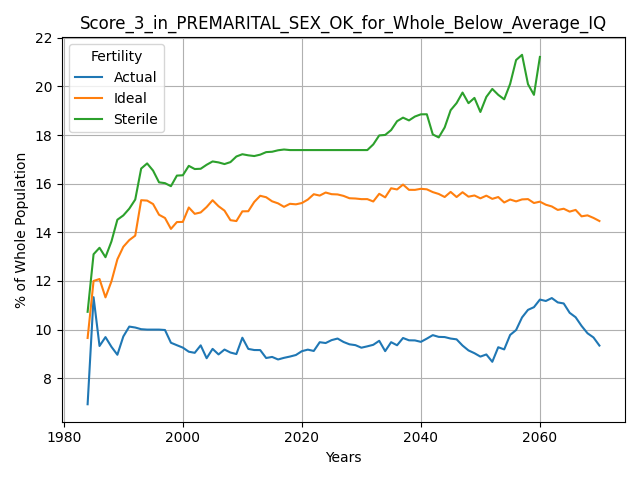 Score_3_in_PREMARITAL_SEX_OK_for_Whole_Below_Average_IQ
22
20
18
16
14
12
10
8
% of Whole Population
Fertility
Actual
Ideal
Sterile
1980
2000
2020
2040
2060
Years